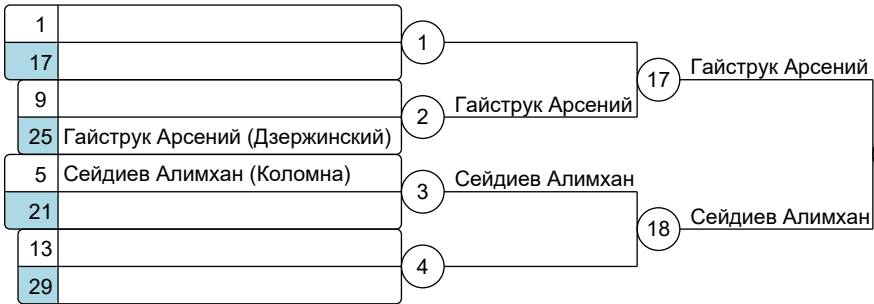 1
17
1
9
25 Гайструк Арсений (Дзержинский)
2
Гайструк Арсений
17
Гайструк Арсений
5 Сейдиев Алимхан (Коломна)
21
3
Сейдиев Алимхан
13
29
4
18
Сейдиев Алимхан